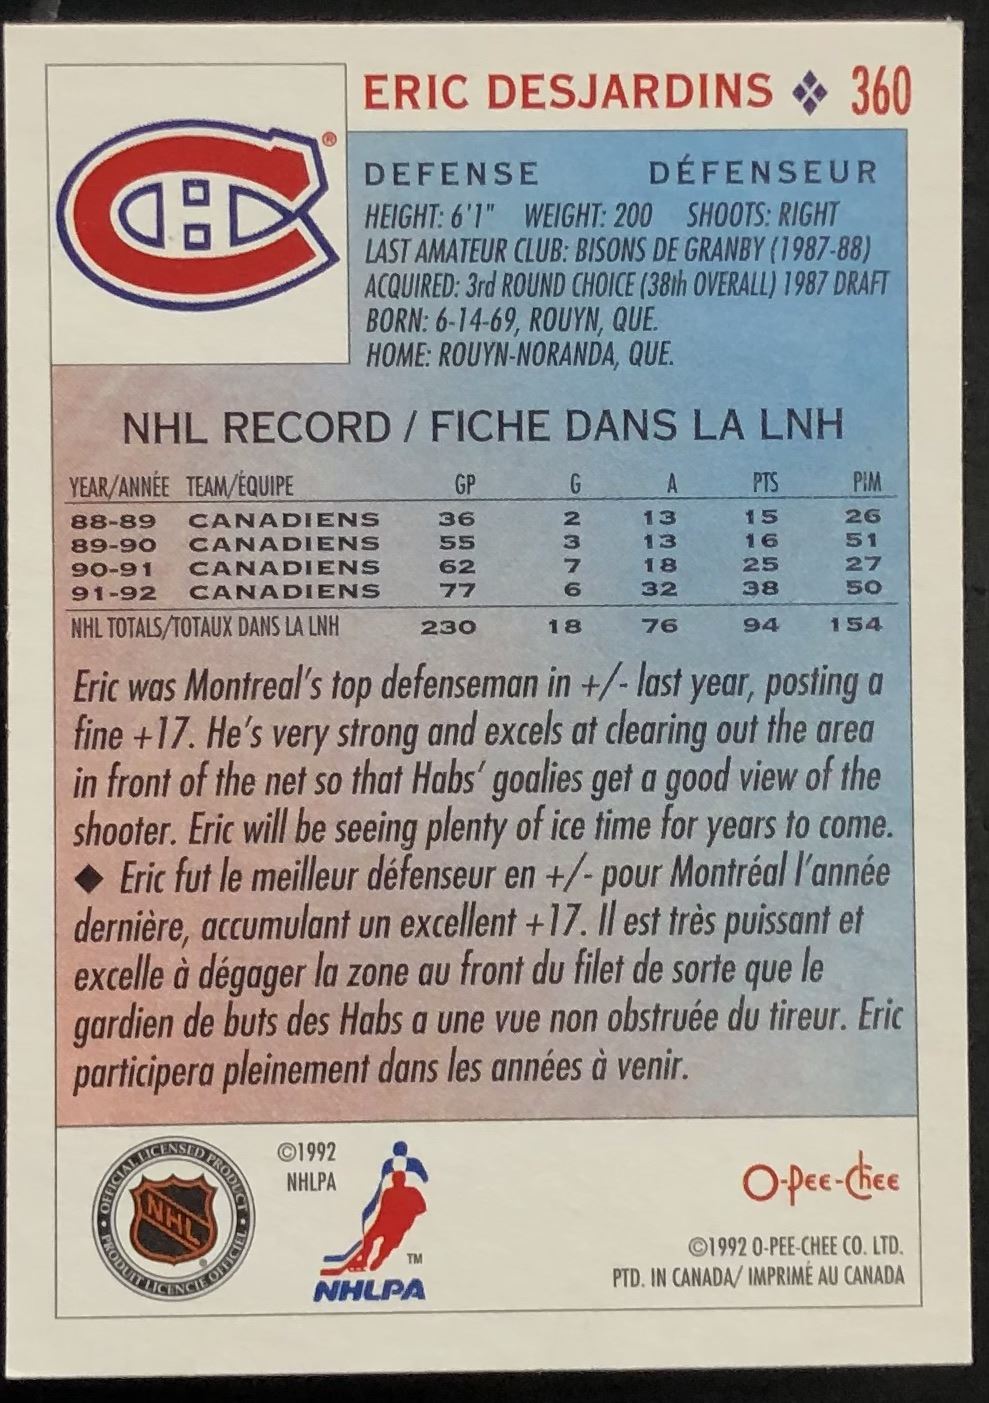 ERIC DESJARDINS ❖ 360
®
DEFENSE DÉFENSEUR
HEIGHT: 6'1" WEIGHT: 200 SHOOTS: RIGHT
LAST AMATEUR CLUB: BISONS DE GRANBY (1987-88)
ACQUIRED: 3rd ROUND CHOICE (38th OVERALL) 1987 DRAFT
BORN: 6-14-69, ROUYN, QUE.
HOME: ROUYN-NORANDA, QUE.
NHL RECORD / FICHE DANS LA LNH
YEAR/ANNÉE TEAM/ÉQUIPE GP G A PTS PIM
88-89 CANADIENS 36 2 13 15 26
89-90 CANADIENS 55 3 13 16 51
90-91 CANADIENS 62 7 18 25 27
91-92 CANADIENS 77 6 32 38 50
NHL TOTALS/TOTAUX DANS LA LNH 230 18 76 94 154
Eric was Montreal's top defenseman in +/- last year, posting a
fine +17. He's very strong and excels at clearing out the area
in front of the net so that Habs' goalies get a good view of the
shooter. Eric will be seeing plenty of ice time for years to come.
◆ Eric fut le meilleur défenseur en +/- pour Montréal l'année
dernière, accumulant un excellent +17. Il est très puissant et
excelle à dégager la zone au front du filet de sorte que le
gardien de buts des Habs a une vue non obstruée du tireur. Eric
participera pleinement dans les années à venir.
• OFFICIAL LICENSED PRODUCT •
NHL
PRODUIT LICENCIE OFFICIEL
©1992
NHLPA
TM
NHLPA
O-Pee-Chee
©1992 O-PEE-CHEE CO. LTD.
PTD. IN CANADA/ IMPRIMÉ AU CANADA